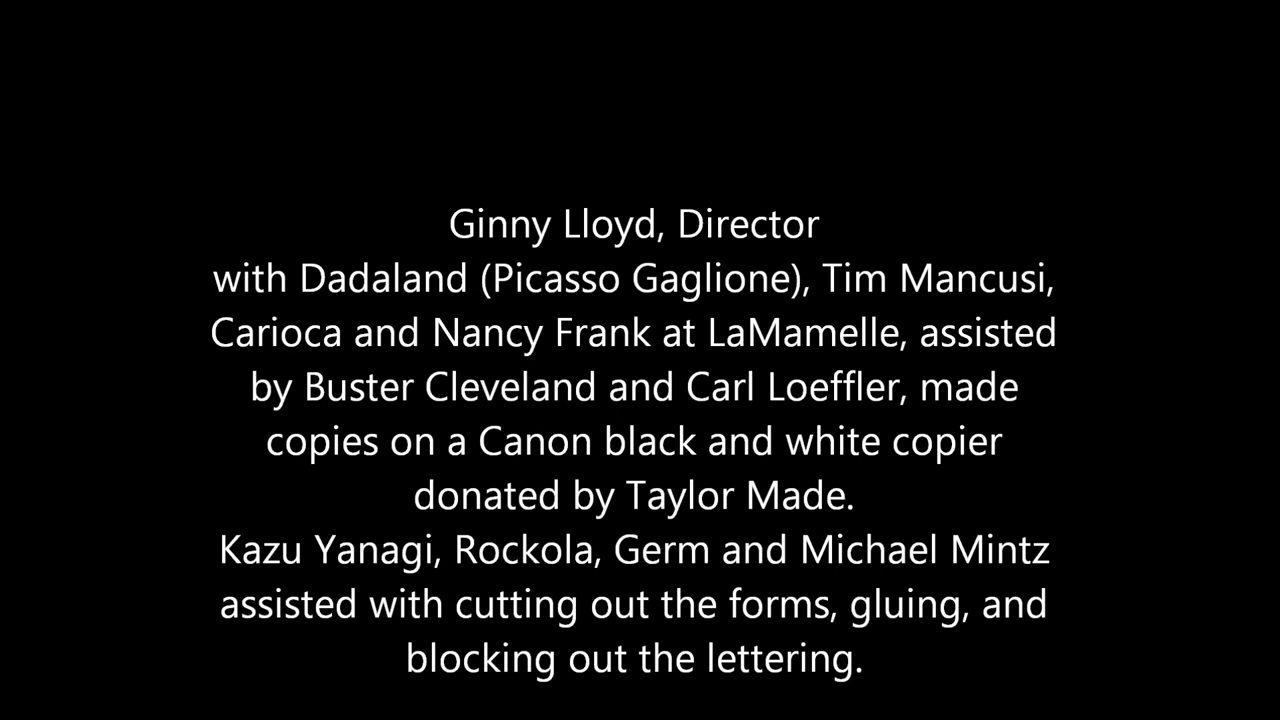 Ginny Lloyd, Director
with Dadaland (Picasso Gaglione), Tim Mancusi,
Carioca and Nancy Frank at LaMamelle, assisted
by Buster Cleveland and Carl Loeffler, made
copies on a Canon black and white copier
donated by Taylor Made.
Kazu Yanagi, Rockola, Germ and Michael Mintz
assisted with cutting out the forms, gluing, and
blocking out the lettering.